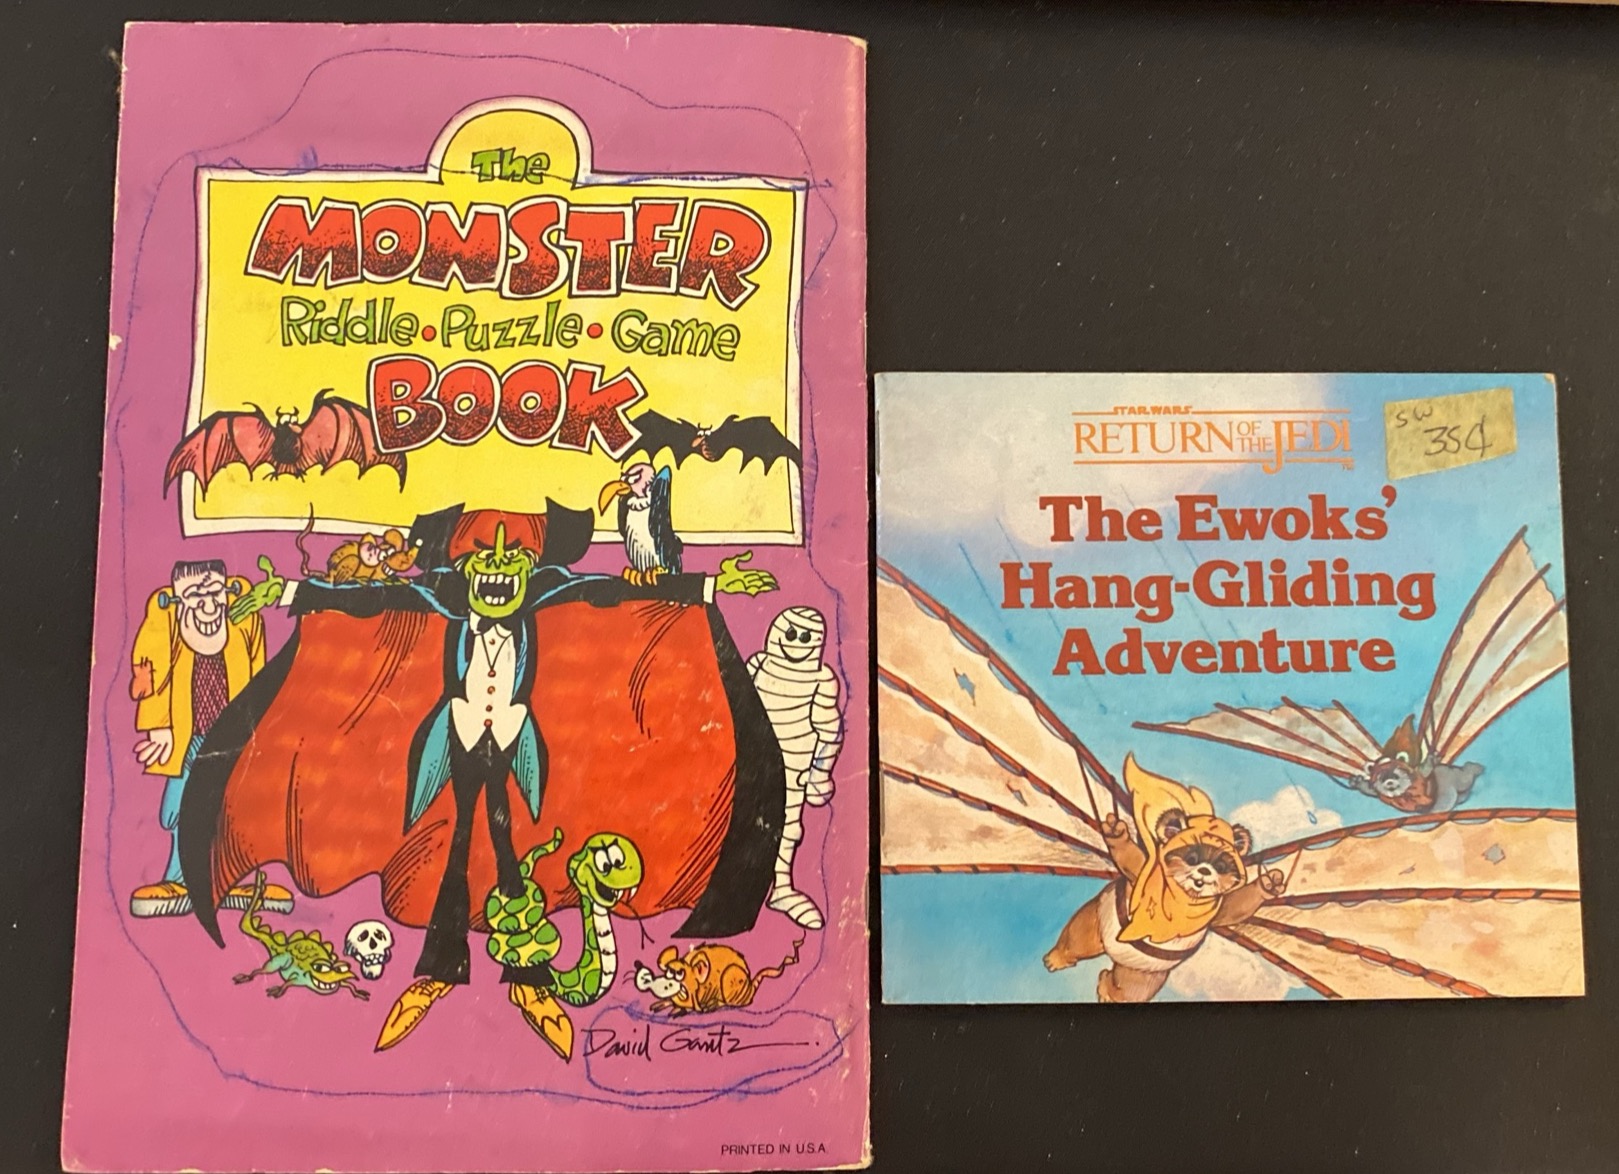 The
MONSTER
Riddle • Puzzle • Game
BOOK
David Gantz
PRINTED IN U.S.A.
STAR WARS
RETURN OF THE JEDI
TM
SW
35¢
The Ewoks'
Hang-Gliding
Adventure